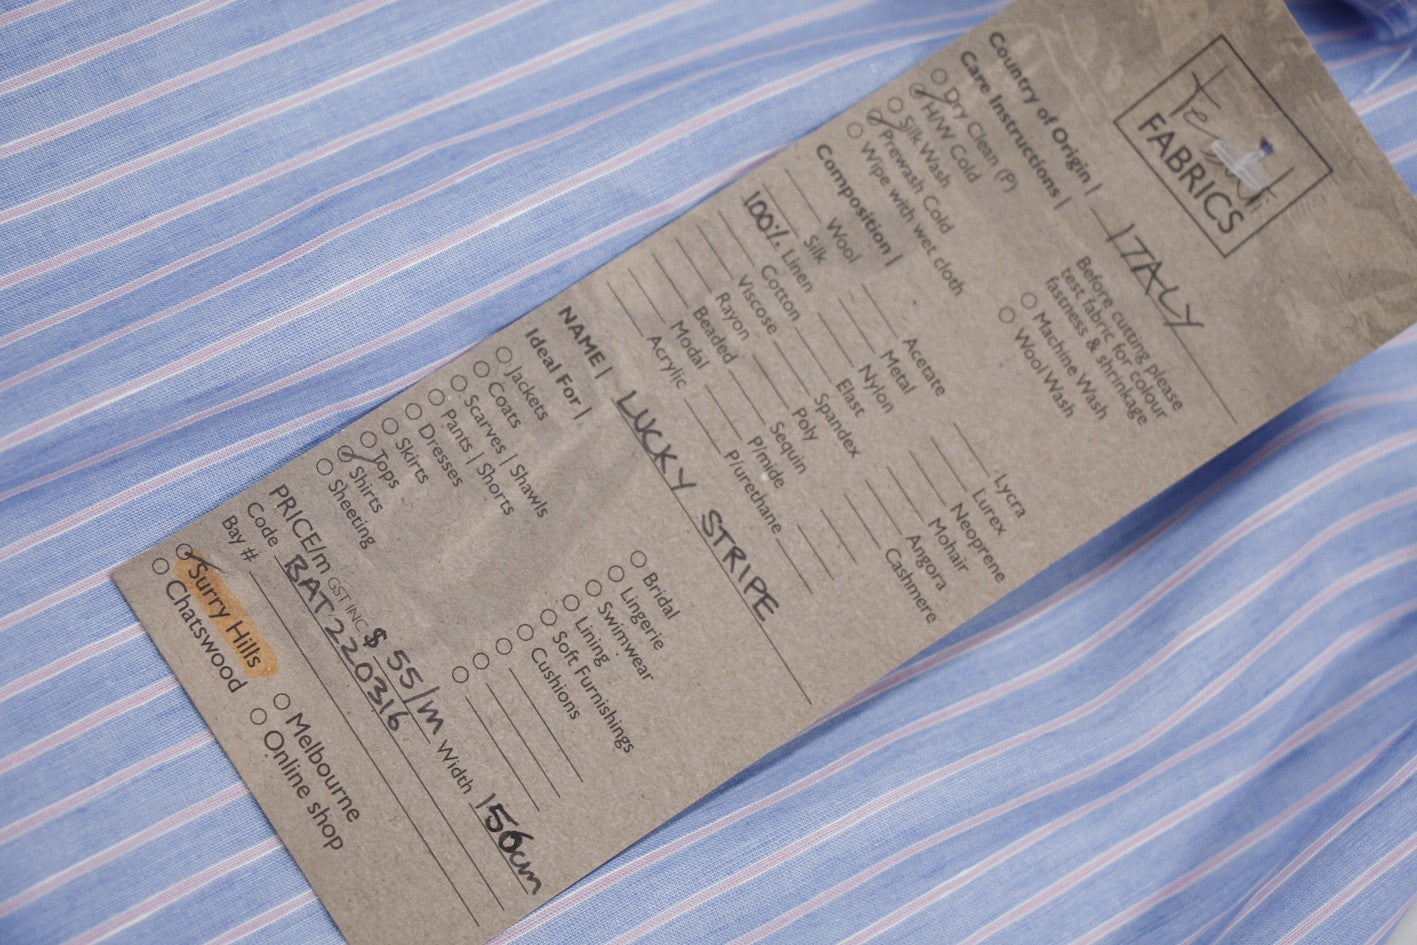 FABRICS
Country of Origin | ITALY
Care Instructions |
Dry Clean (P)
H/W Cold
Silk Wash
Prewash Cold
Wipe with wet cloth
Before cutting please
test fabric for colour
fastness & shrinkage
Machine Wash
Wool Wash
Composition |
Wool
Silk
100% Linen
Cotton
Viscose
Rayon
Beaded
Modal
Acrylic
Acetate
Metal
Nylon
Elast
Spandex
Poly
Sequin
P/mide
P/urethane
Lycra
Lurex
Neoprene
Mohair
Angora
Cashmere
NAME | LUCKY STRIPE
Ideal For |
Jackets
Coats
Scarves | Shawls
Pants | Shorts
Dresses
Skirts
Tops
Shirts
Sheeting
Bridal
Lingerie
Swimwear
Lining
Soft Furnishings
Cushions
PRICE/m GST INC $55/m Width 156cm
Code BAT220316
Bay #
Surry Hills
Chatswood
Melbourne
Online shop